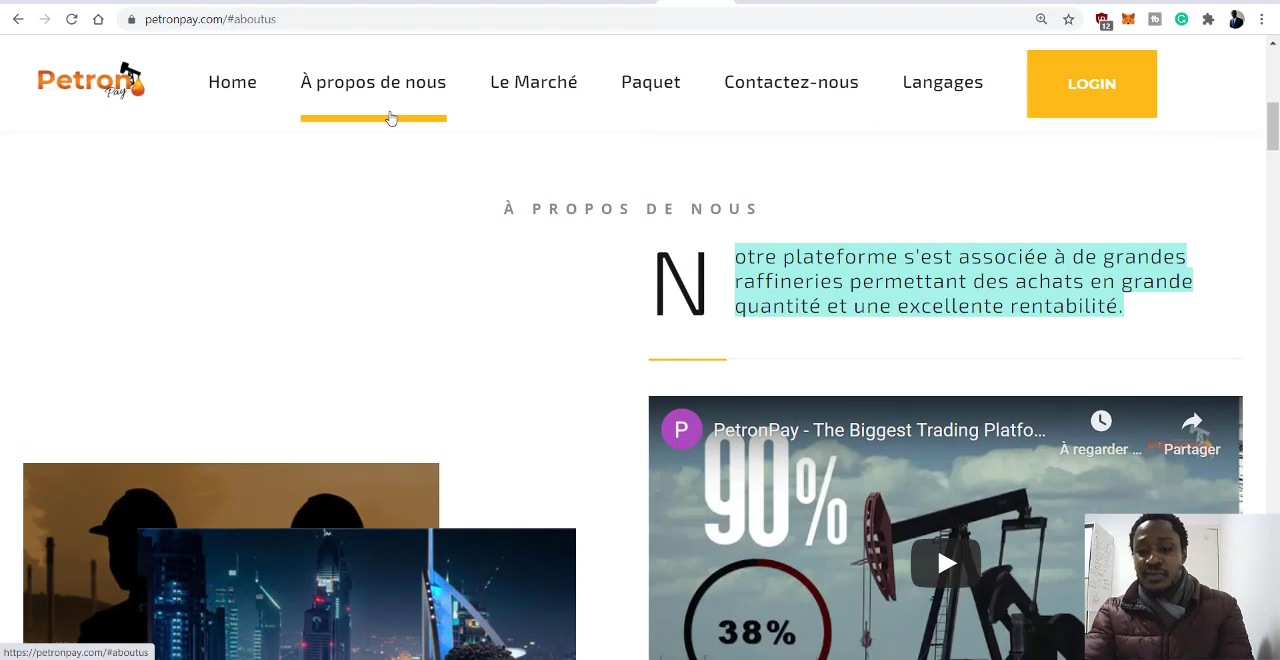 petronpay.com/#aboutus
12
Petron
Pay
Home
À propos de nous
Le Marché
Paquet
Contactez-nous
Langages
LOGIN
À PROPOS DE NOUS
Notre plateforme s'est associée à de grandes
raffineries permettant des achats en grande
quantité et une excellente rentabilité.
P
PetronPay - The Biggest Trading Platfo...
À regarder ...
Partager
90%
38%
https://petronpay.com/#aboutus